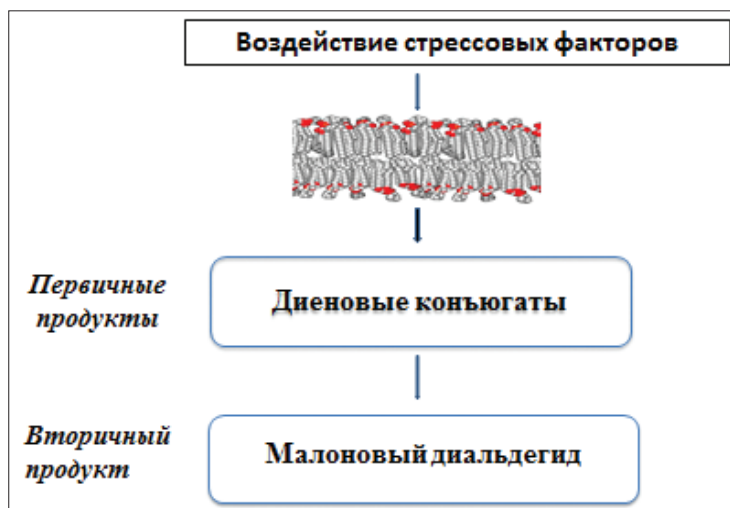 Воздействие стрессовых факторов
Первичные
продукты
Диеновые конъюгаты
Вторичный
продукт
Малоновый диальдегид